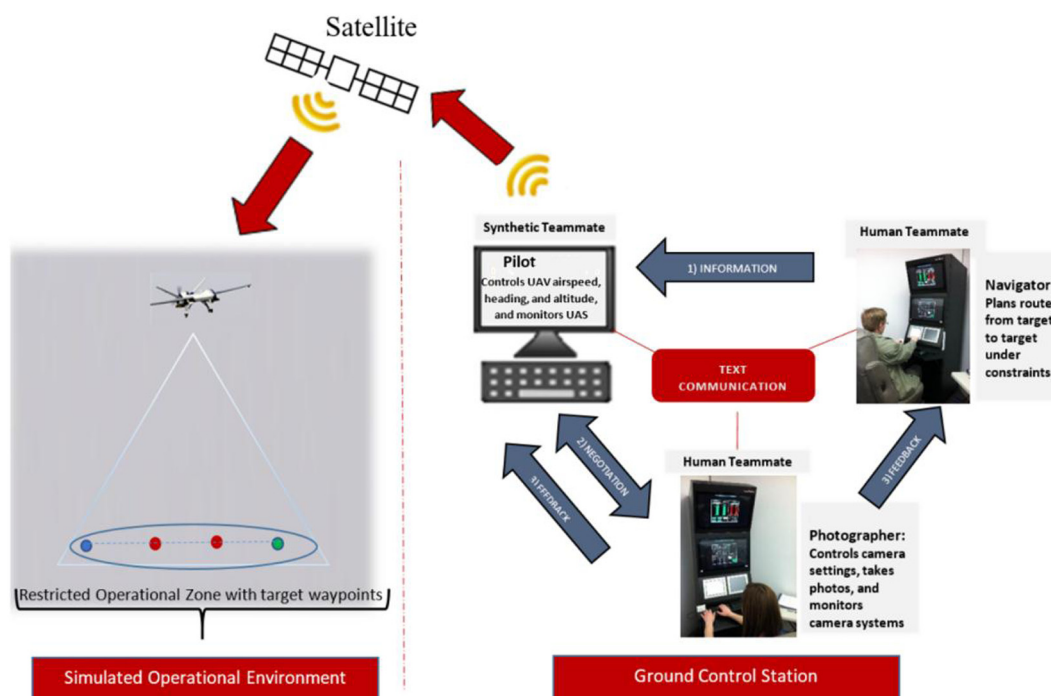 Satellite
Synthetic Teammate
Pilot
Controls UAV airspeed,
heading, and altitude,
and monitors UAS
1) INFORMATION
Human Teammate
Navigator:
Plans route
from target
to target
under
constraints
TEXT
COMMUNICATION
2) NEGOTIATION
3) FEEDBACK
Human Teammate
3) FEEDBACK
Photographer:
Controls camera
settings, takes
photos, and
monitors
camera systems
Restricted Operational Zone with target waypoints
Simulated Operational Environment
Ground Control Station